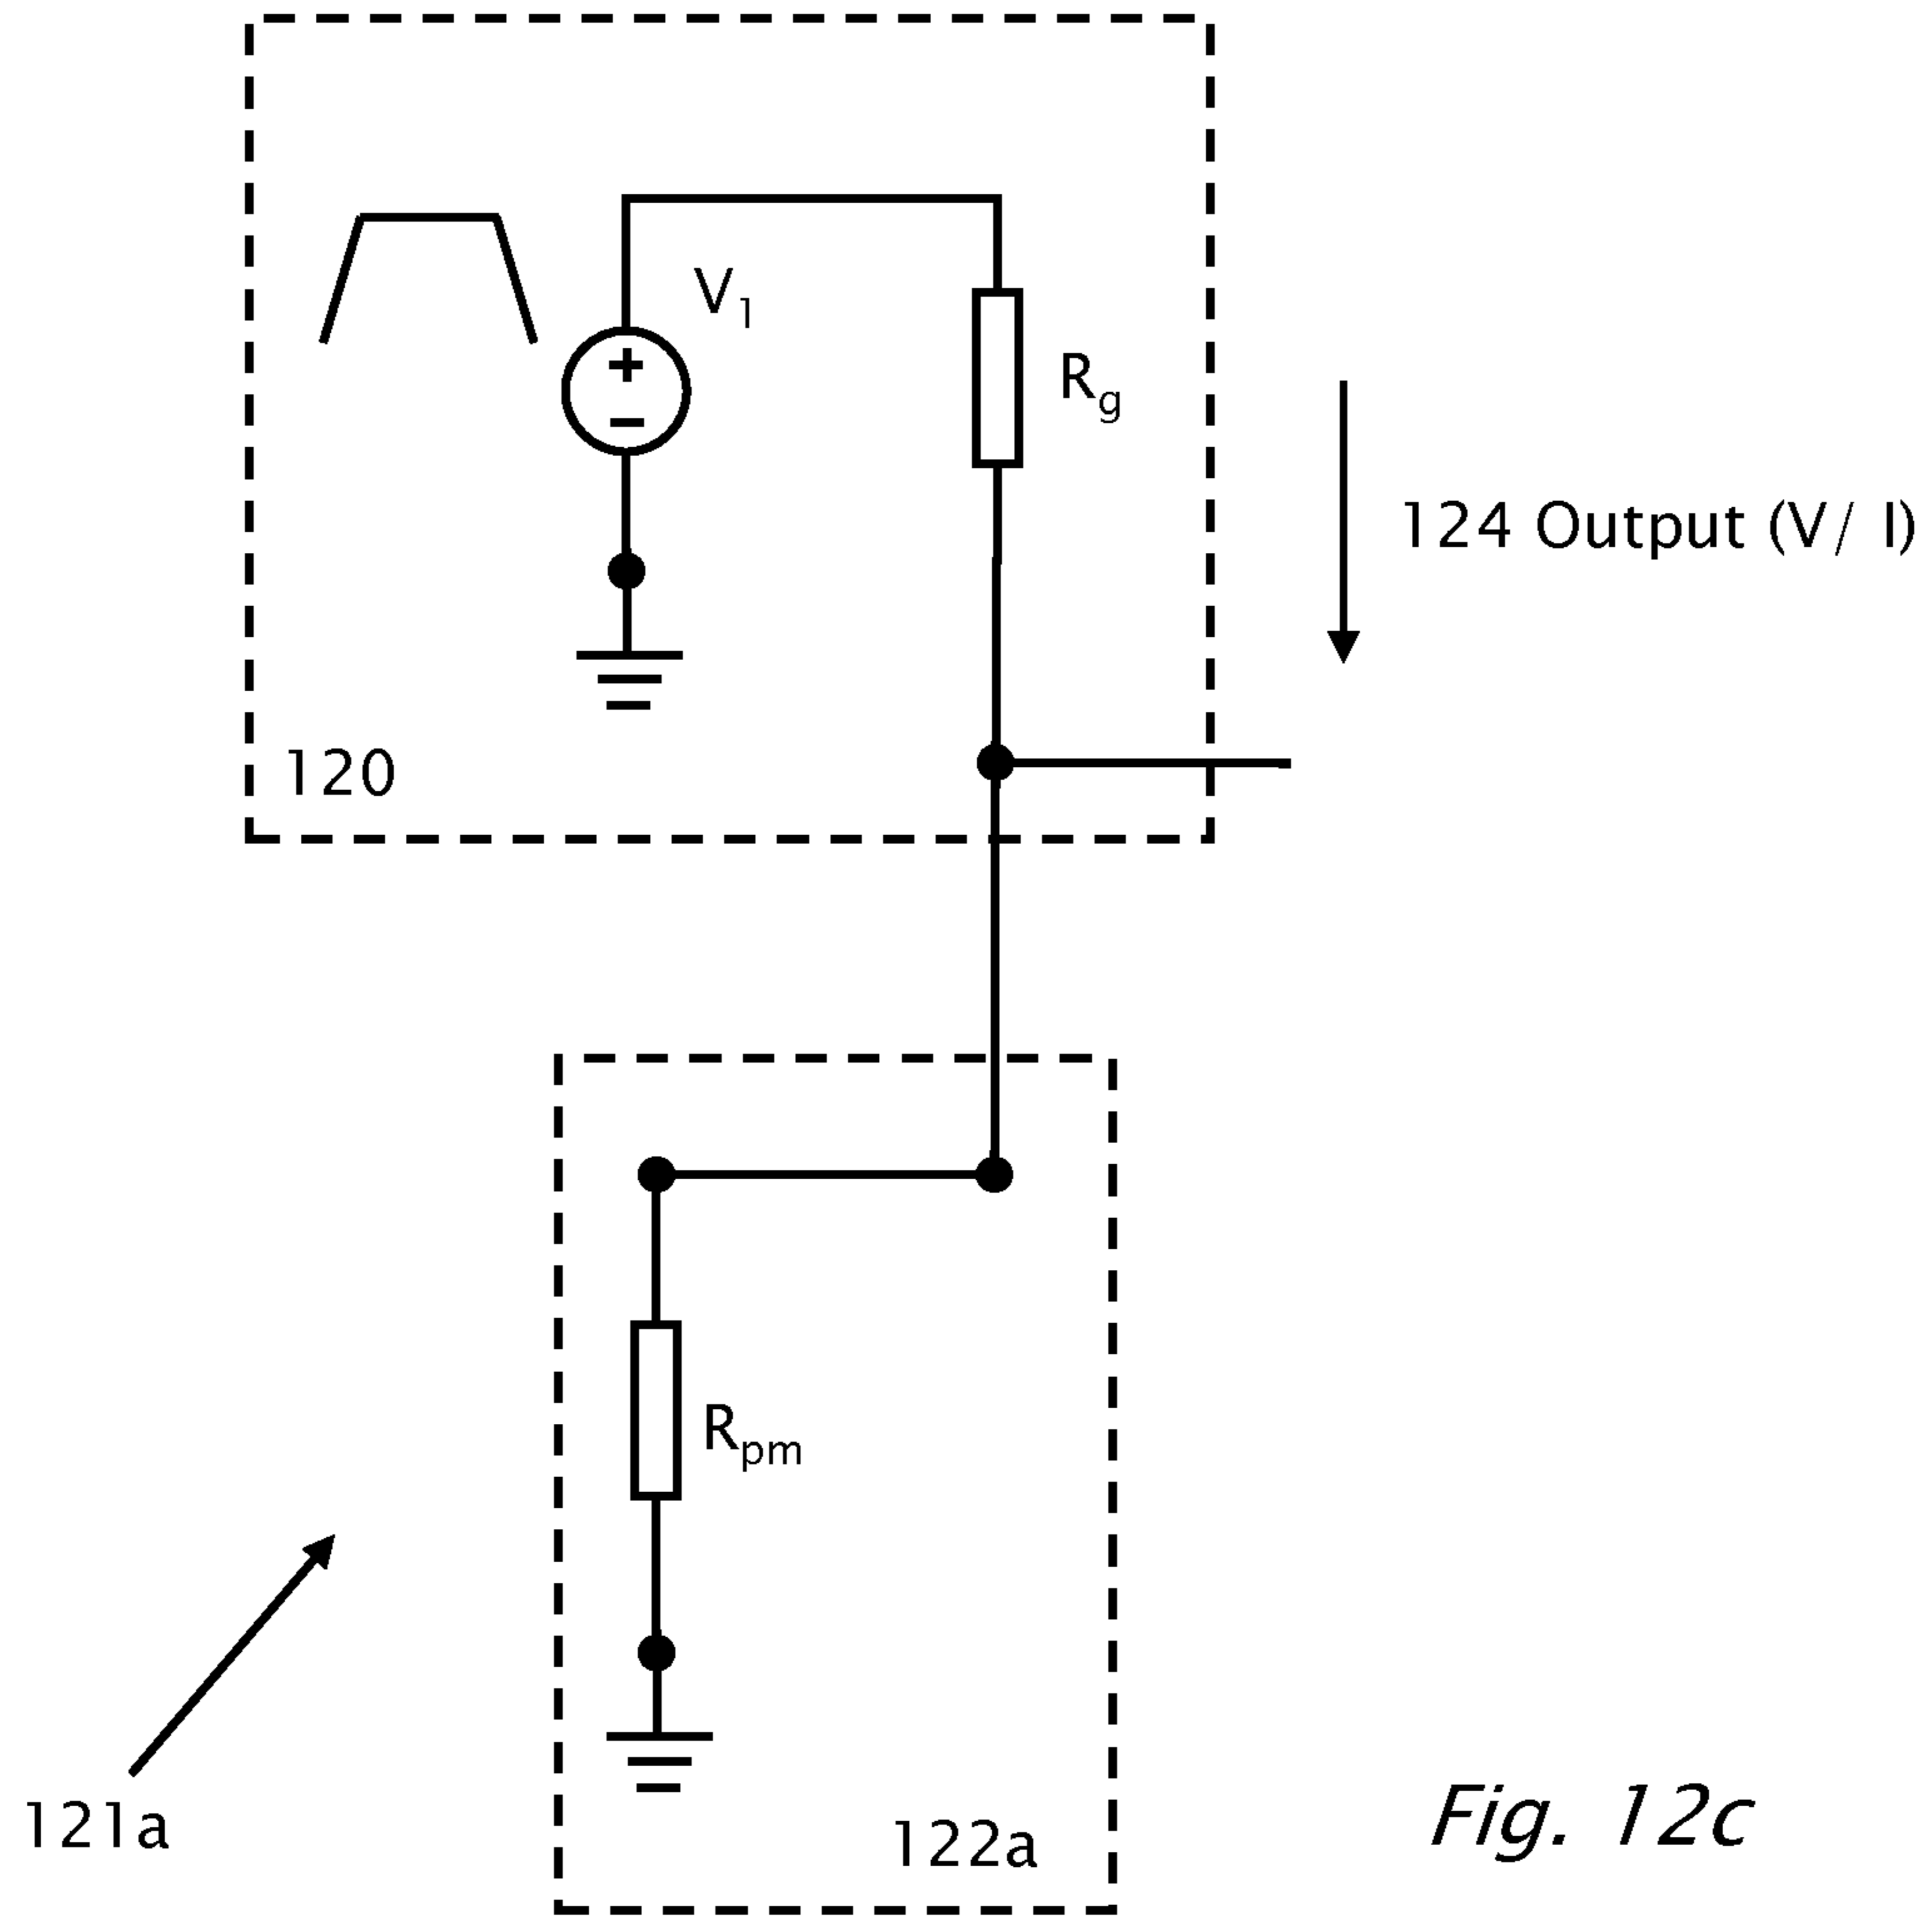 V1
Rg
124 Output (V/ I)
120
Rpm
121a
122a
Fig. 12c